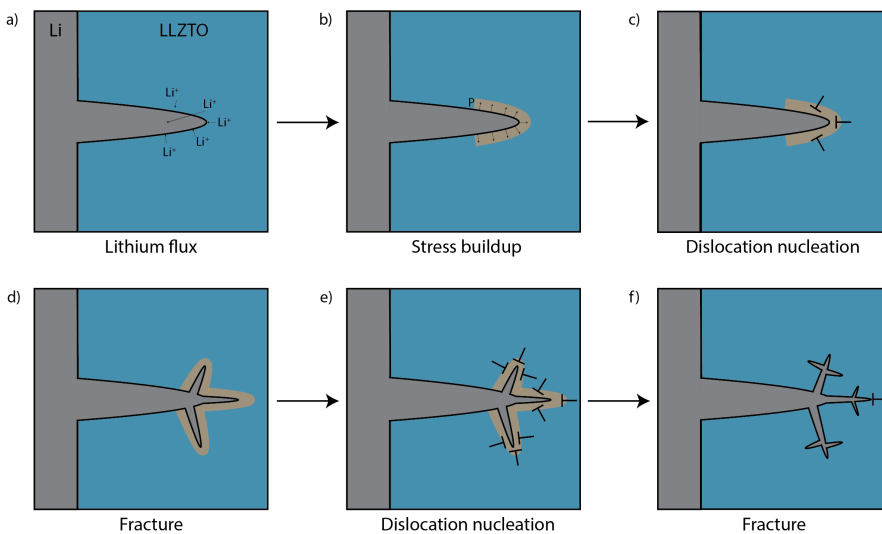 a)
Li
LLZTO
Li⁺
Li⁺
Li⁺
Li⁺
Li⁺
Lithium flux
b)
P
Stress buildup
c)
Dislocation nucleation
d)
Fracture
e)
Dislocation nucleation
f)
Fracture